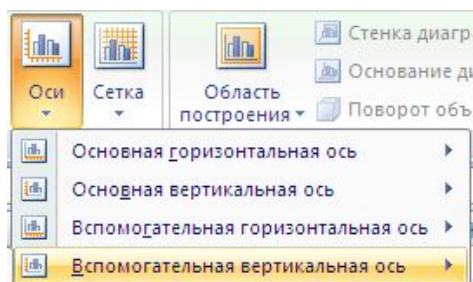 Оси
Сетка
Область
построения
Стенка диагр
Основание ди
Поворот объ
Основная горизонтальная ось
Основная вертикальная ось
Вспомогательная горизонтальная ось
Вспомогательная вертикальная ось